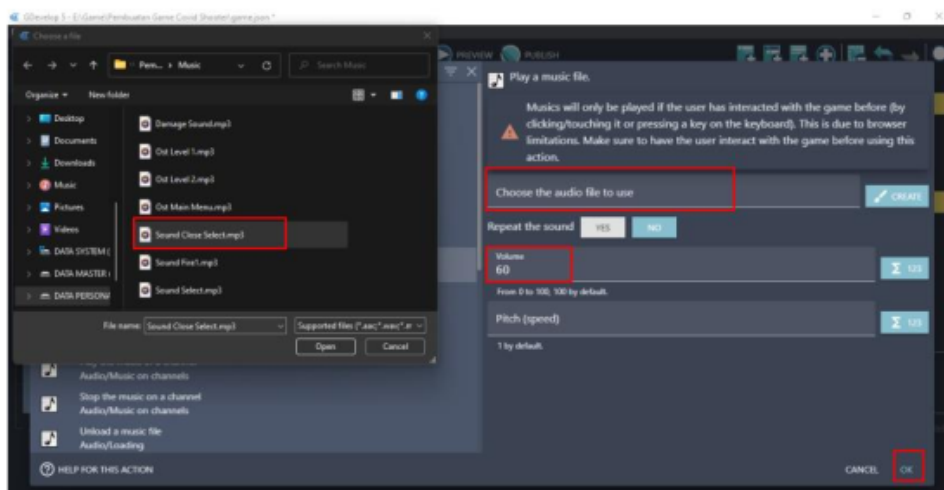 GDevelop 5 - E:\Game\Pembuatan Game Covid Shooter\game.json *
Choose a file
Pem... > Music
Search Music
Organize
New folder
Desktop
Documents
Downloads
Music
Pictures
Videos
DATA SYSTEM (
DATA MASTER
DATA PERSONA
Damage Sound.mp3
Ost Level 1.mp3
Ost Level 2.mp3
Ost Main Menu.mp3
Sound Close Select.mp3
Sound Fire1.mp3
Sound Select.mp3
File name: Sound Close Select.mp3
Supported files (*.aac;*.wav;*.m
Open
Cancel
Audio/Music on channels
Stop the music on a channel
Audio/Music on channels
Unload a music file
Audio/Loading
HELP FOR THIS ACTION
PREVIEW
PUBLISH
Play a music file.
Musics will only be played if the user has interacted with the game before (by
clicking/touching it or pressing a key on the keyboard). This is due to browser
limitations. Make sure to have the user interact with the game before using this
action.
Choose the audio file to use
CREATE
Repeat the sound YES NO
Volume
60
Σ 123
From 0 to 100, 100 by default.
Pitch (speed)
Σ 123
1 by default.
CANCEL
OK